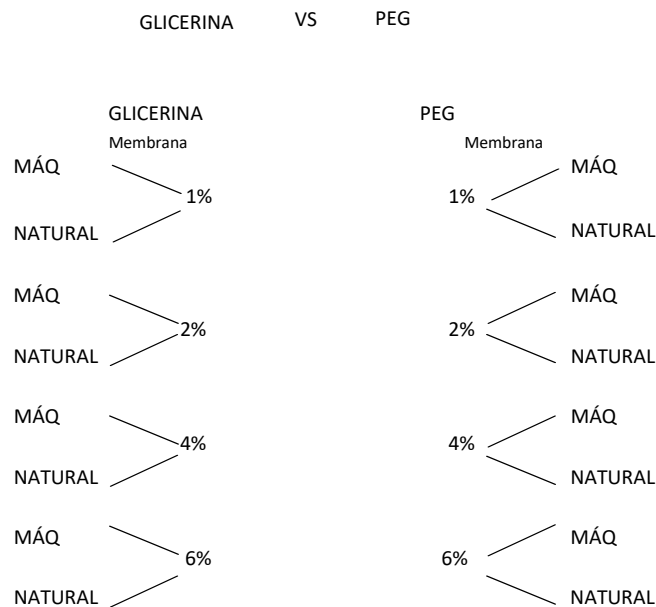 GLICERINA VS PEG
GLICERINA PEG
Membrana Membrana
MÁQ MÁQ
1% 1%
NATURAL NATURAL
MÁQ MÁQ
2% 2%
NATURAL NATURAL
MÁQ MÁQ
4% 4%
NATURAL NATURAL
MÁQ MÁQ
6% 6%
NATURAL NATURAL